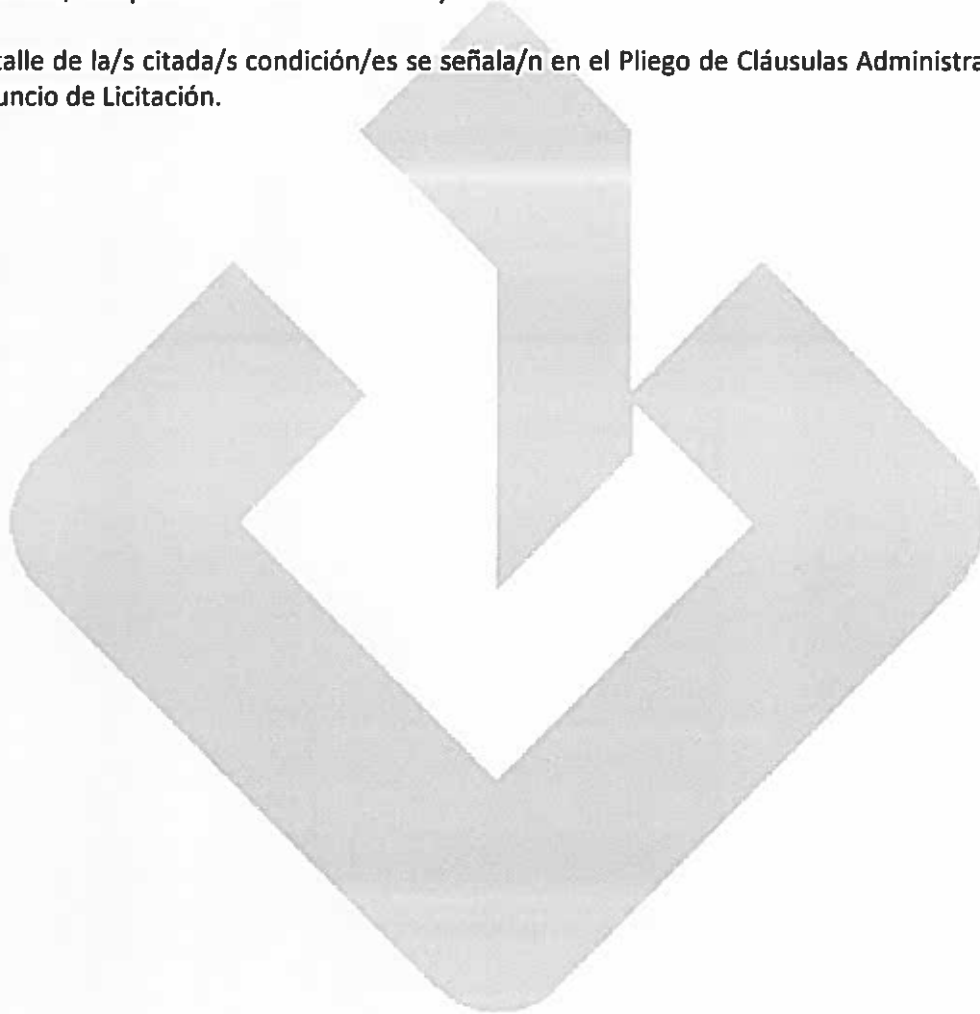 talle de la/s citada/s condición/es se señala/n en el Pliego de Cláusulas Administra
uncio de Licitación.